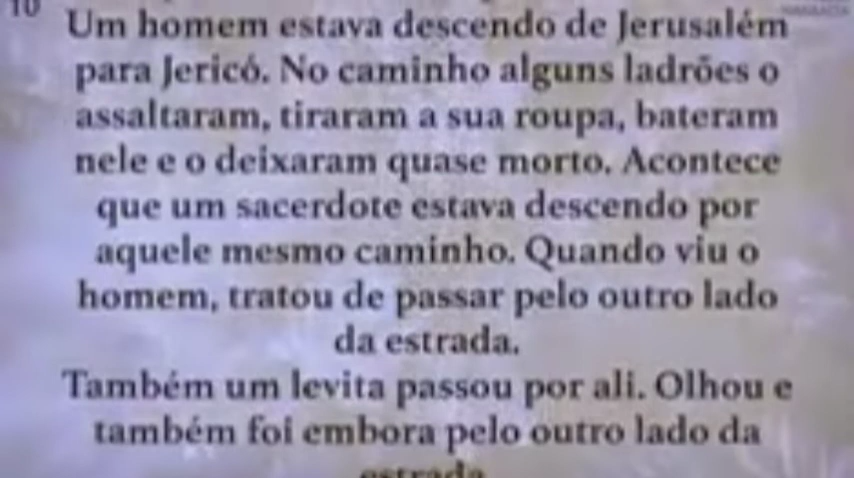 10
Um homem estava descendo de Jerusalém
para Jericó. No caminho alguns ladrões o
assaltaram, tiraram a sua roupa, bateram
nele e o deixaram quase morto. Acontece
que um sacerdote estava descendo por
aquele mesmo caminho. Quando viu o
homem, tratou de passar pelo outro lado
da estrada.
Também um levita passou por ali. Olhou e
também foi embora pelo outro lado da
estrada